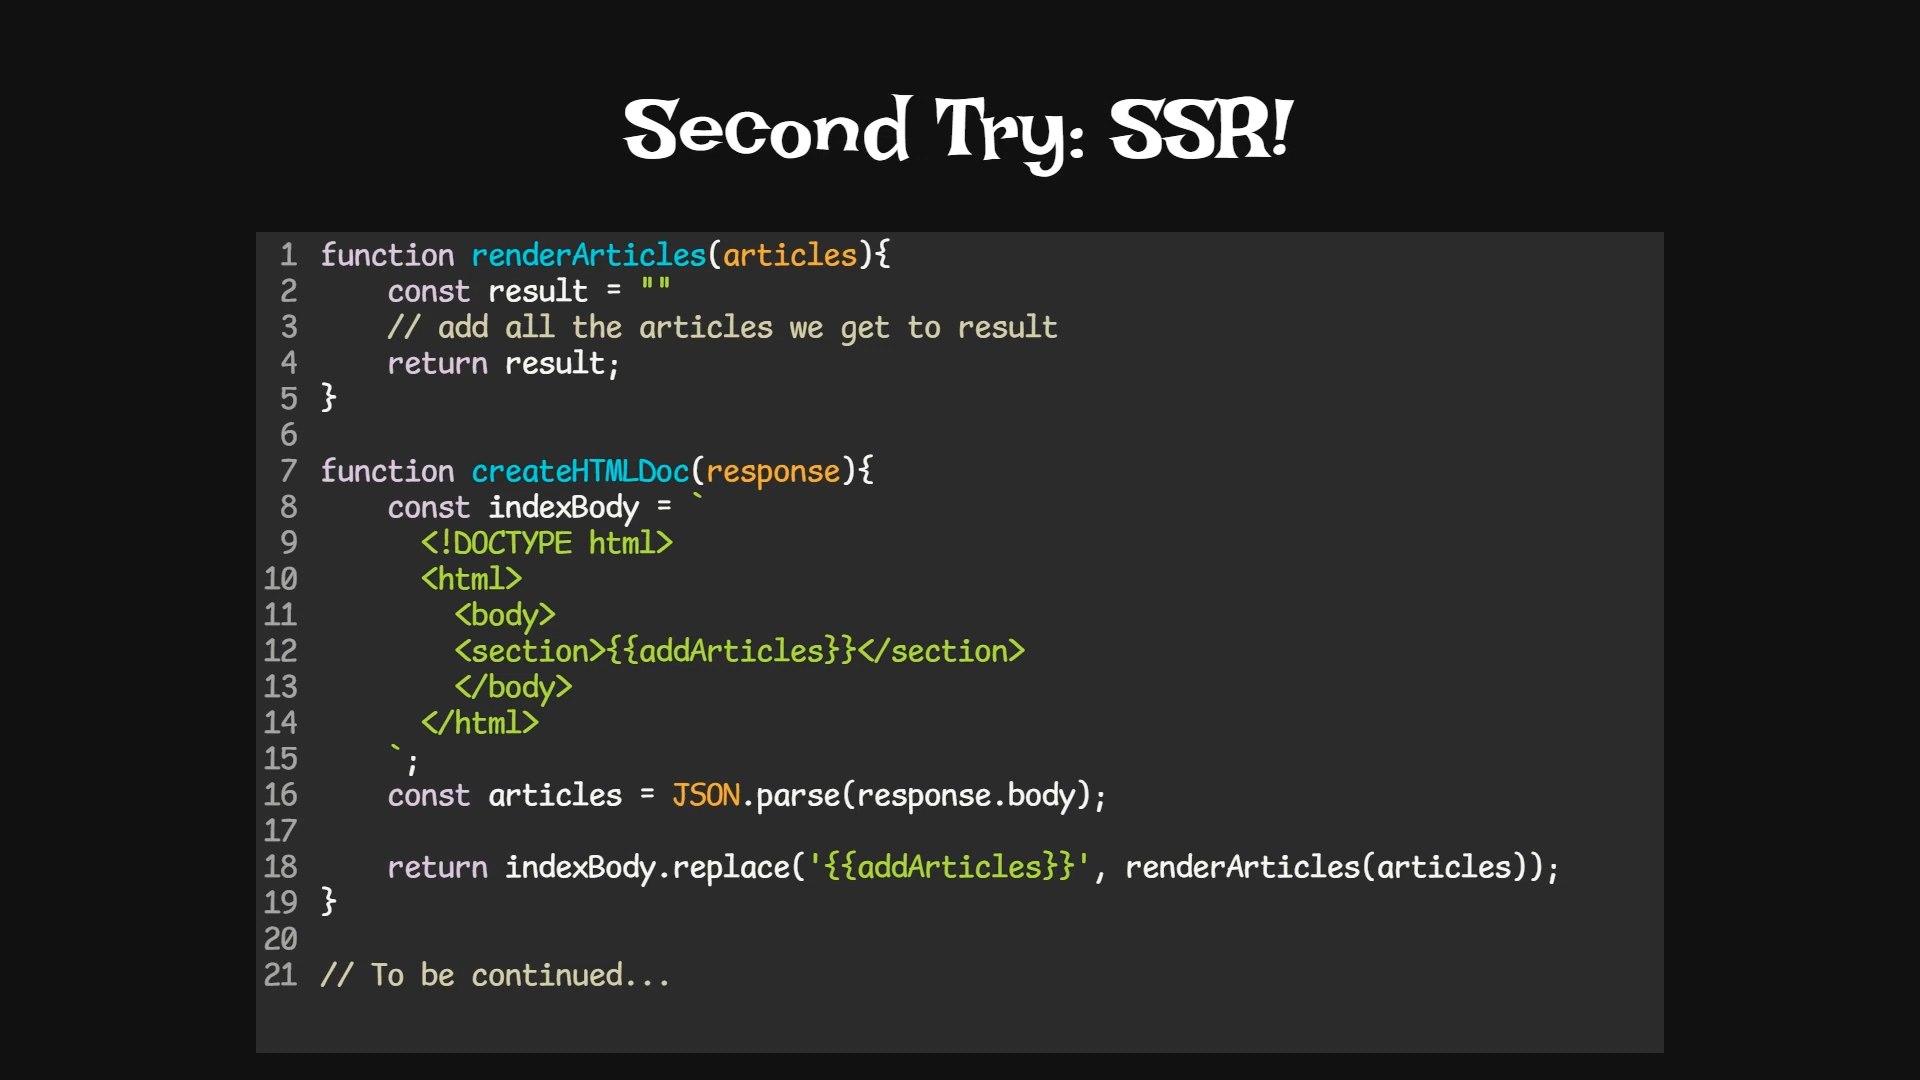 Second Try: SSR!
1 function renderArticles(articles){
2     const result = ""
3     // add all the articles we get to result
4     return result;
5 }
6
7 function createHTMLDoc(response){
8     const indexBody = `
9       <!DOCTYPE html>
10       <html>
11         <body>
12         <section>{{addArticles}}</section>
13         </body>
14       </html>
15     `;
16     const articles = JSON.parse(response.body);
17
18     return indexBody.replace('{{addArticles}}', renderArticles(articles));
19 }
20
21 // To be continued...